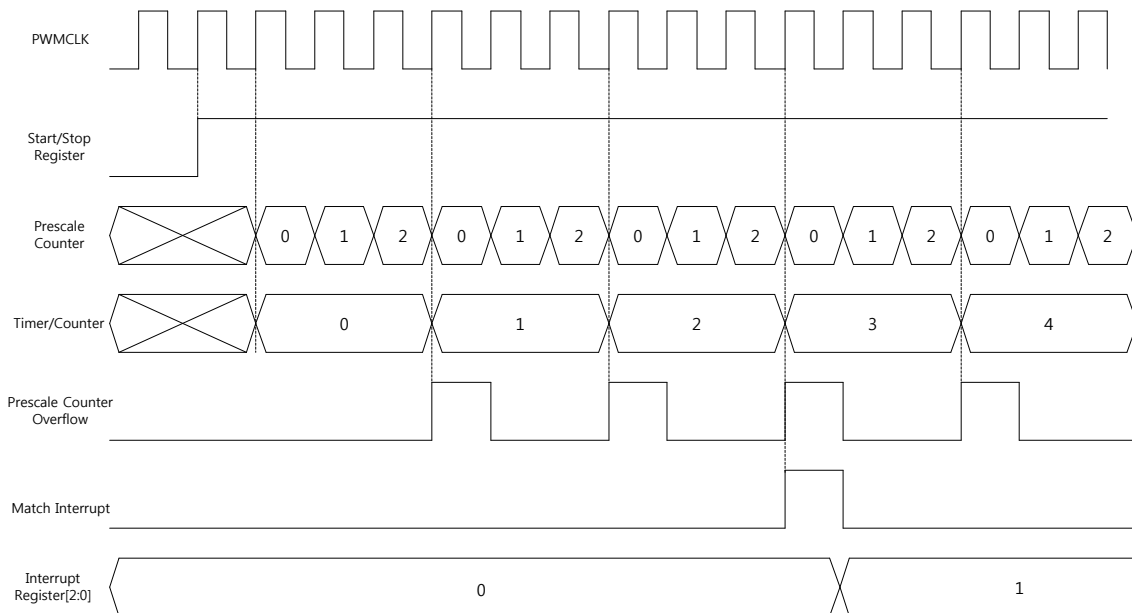 PWMCLK
Start/Stop
Register
Prescale
Counter
0 1 2 0 1 2 0 1 2 0 1 2 0 1 2
Timer/Counter
0 1 2 3 4
Prescale Counter
Overflow
Match Interrupt
Interrupt
Register[2:0]
0 1